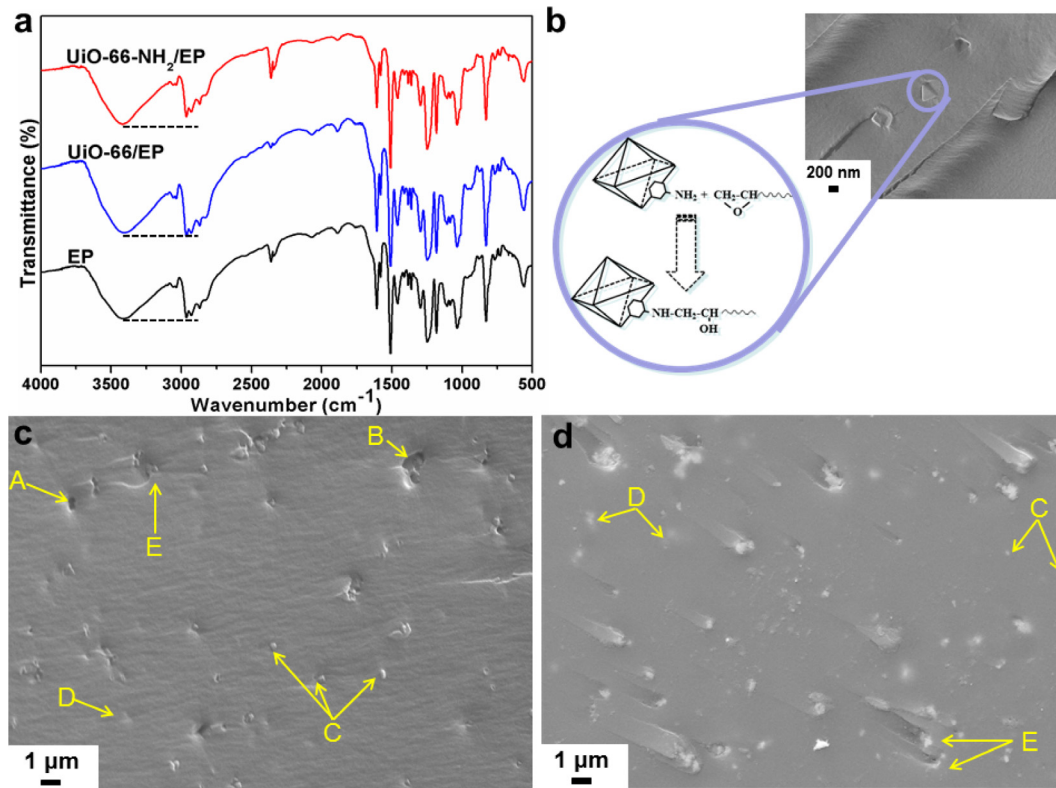 a
UiO-66-NH2/EP
UiO-66/EP
EP
Transmittance (%)
4000 3500 3000 2500 2000 1500 1000 500
Wavenumber (cm-1)
b
200 nm
NH2 + CH2-CH
O
NH-CH2-CH
OH
c
A
B
E
D
C
1 μm
d
D
C
E
1 μm